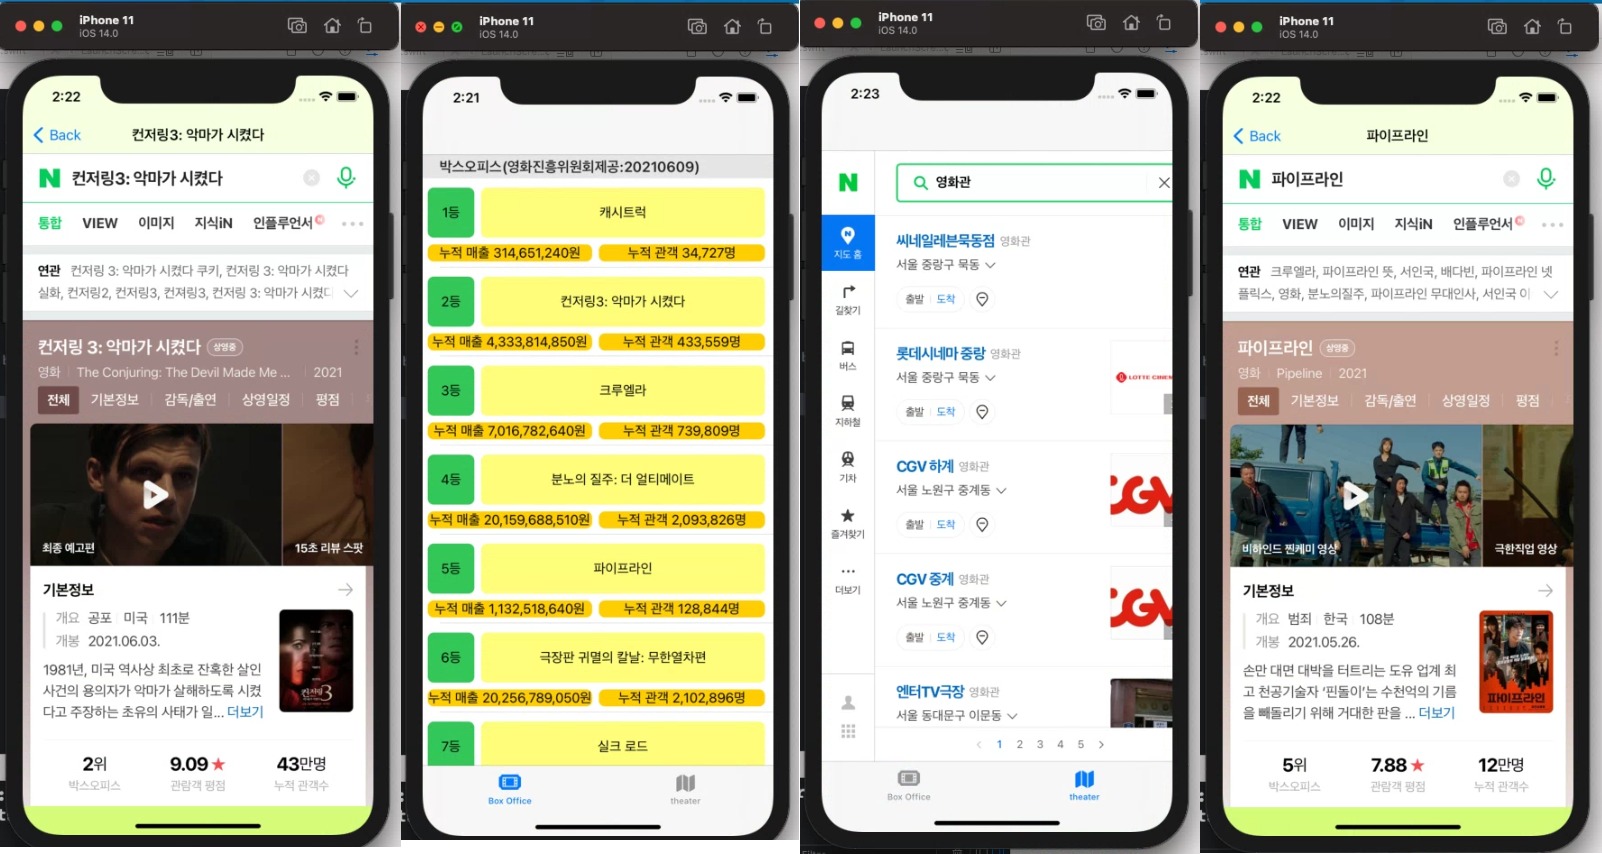 iPhone 11
iOS 14.0
2:22
Back
컨저링3: 악마가 시켰다
N 컨저링3: 악마가 시켰다
통합 VIEW 이미지 지식iN 인플루언서 N
연관 컨저링 3: 악마가 시켰다 쿠키, 컨저링 3: 악마가 시켰다
실화, 컨저링2, 컨저링3, 컨져링3, 컨저링 3: 악마가 시켰다
컨저링 3: 악마가 시켰다 상영중
영화 The Conjuring: The Devil Made Me ... 2021
전체 기본정보 감독/출연 상영일정 평점
최종 예고편
15초 리뷰 스팟
기본정보
개요 공포 미국 111분
개봉 2021.06.03.
1981년, 미국 역사상 최초로 잔혹한 살인
사건의 용의자가 악마가 살해하도록 시켰
다고 주장하는 초유의 사태가 일... 더보기
컨저링3
2위 9.09 43만명
박스오피스 관람객 평점 누적 관객수
iPhone 11
iOS 14.0
2:21
박스오피스(영화진흥위원회제공:20210609)
1등 캐시트럭
누적 매출 314,651,240원 누적 관객 34,727명
2등 컨저링3: 악마가 시켰다
누적 매출 4,333,814,850원 누적 관객 433,559명
3등 크루엘라
누적 매출 7,016,782,640원 누적 관객 739,809명
4등 분노의 질주: 더 얼티메이트
누적 매출 20,159,688,510원 누적 관객 2,093,826명
5등 파이프라인
누적 매출 1,132,518,640원 누적 관객 128,844명
6등 극장판 귀멸의 칼날: 무한열차편
누적 매출 20,256,789,050원 누적 관객 2,102,896명
7등 실크 로드
Box Office theater
iPhone 11
iOS 14.0
2:23
N
영화관
지도 홈
길찾기
버스
지하철
기차
즐겨찾기
더보기
씨네일레븐묵동점 영화관
서울 중랑구 묵동
출발 도착
롯데시네마 중랑 영화관
서울 중랑구 묵동
LOTTE CINEM
출발 도착
CGV 하계 영화관
서울 노원구 중계동
CGV
출발 도착
CGV 중계 영화관
서울 노원구 중계동
CGV
출발 도착
엔터TV극장 영화관
서울 동대문구 이문동
1 2 3 4 5
Box Office theater
iPhone 11
iOS 14.0
2:22
Back
파이프라인
N 파이프라인
통합 VIEW 이미지 지식iN 인플루언서 N
연관 크루엘라, 파이프라인 뜻, 서인국, 배다빈, 파이프라인 넷
플릭스, 영화, 분노의질주, 파이프라인 무대인사, 서인국 이
파이프라인 상영중
영화 Pipeline 2021
전체 기본정보 감독/출연 상영일정 평점
비하인드 찐케미 영상
극한직업 영상
기본정보
개요 범죄 한국 108분
개봉 2021.05.26.
손만 대면 대박을 터트리는 도유 업계 최
고 천공기술자 '핀돌이'는 수천억의 기름
을 빼돌리기 위해 거대한 판을 ... 더보기
파이프라인
5위 7.88 12만명
박스오피스 관람객 평점 누적 관객수